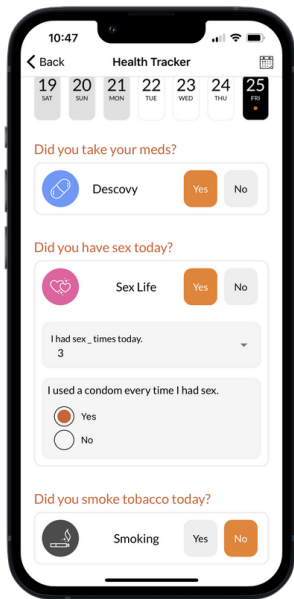 10:47
Back Health Tracker
19 20 21 22 23 24 25
SAT SUN MON TUE WED THU FRI
Did you take your meds?
Descovy Yes No
Did you have sex today?
Sex Life Yes No
I had sex _ times today.
3
I used a condom every time I had sex.
Yes
No
Did you smoke tobacco today?
Smoking Yes No